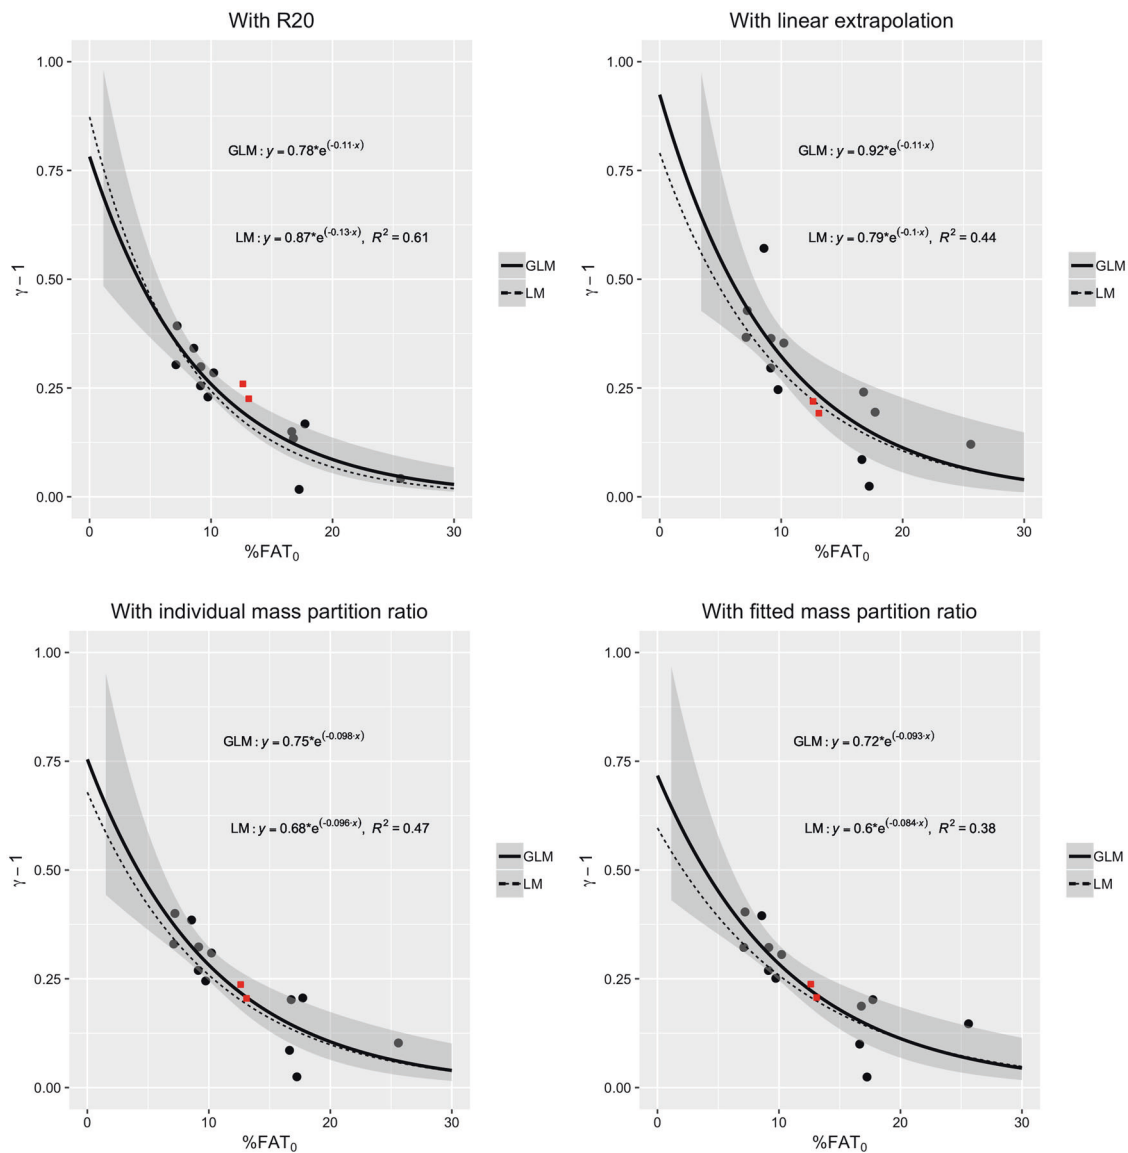 With R20
1.00
0.75
0.50
0.25
0.00
γ – 1
GLM : y = 0.78*e(-0.11·x)
LM : y = 0.87*e(-0.13·x), R2 = 0.61
GLM
LM
0 10 20 30
%FAT0
With linear extrapolation
1.00
0.75
0.50
0.25
0.00
γ – 1
GLM : y = 0.92*e(-0.11·x)
LM : y = 0.79*e(-0.1·x), R2 = 0.44
GLM
LM
0 10 20 30
%FAT0
With individual mass partition ratio
1.00
0.75
0.50
0.25
0.00
γ – 1
GLM : y = 0.75*e(-0.098·x)
LM : y = 0.68*e(-0.096·x), R2 = 0.47
GLM
LM
0 10 20 30
%FAT0
With fitted mass partition ratio
1.00
0.75
0.50
0.25
0.00
γ – 1
GLM : y = 0.72*e(-0.093·x)
LM : y = 0.6*e(-0.084·x), R2 = 0.38
GLM
LM
0 10 20 30
%FAT0